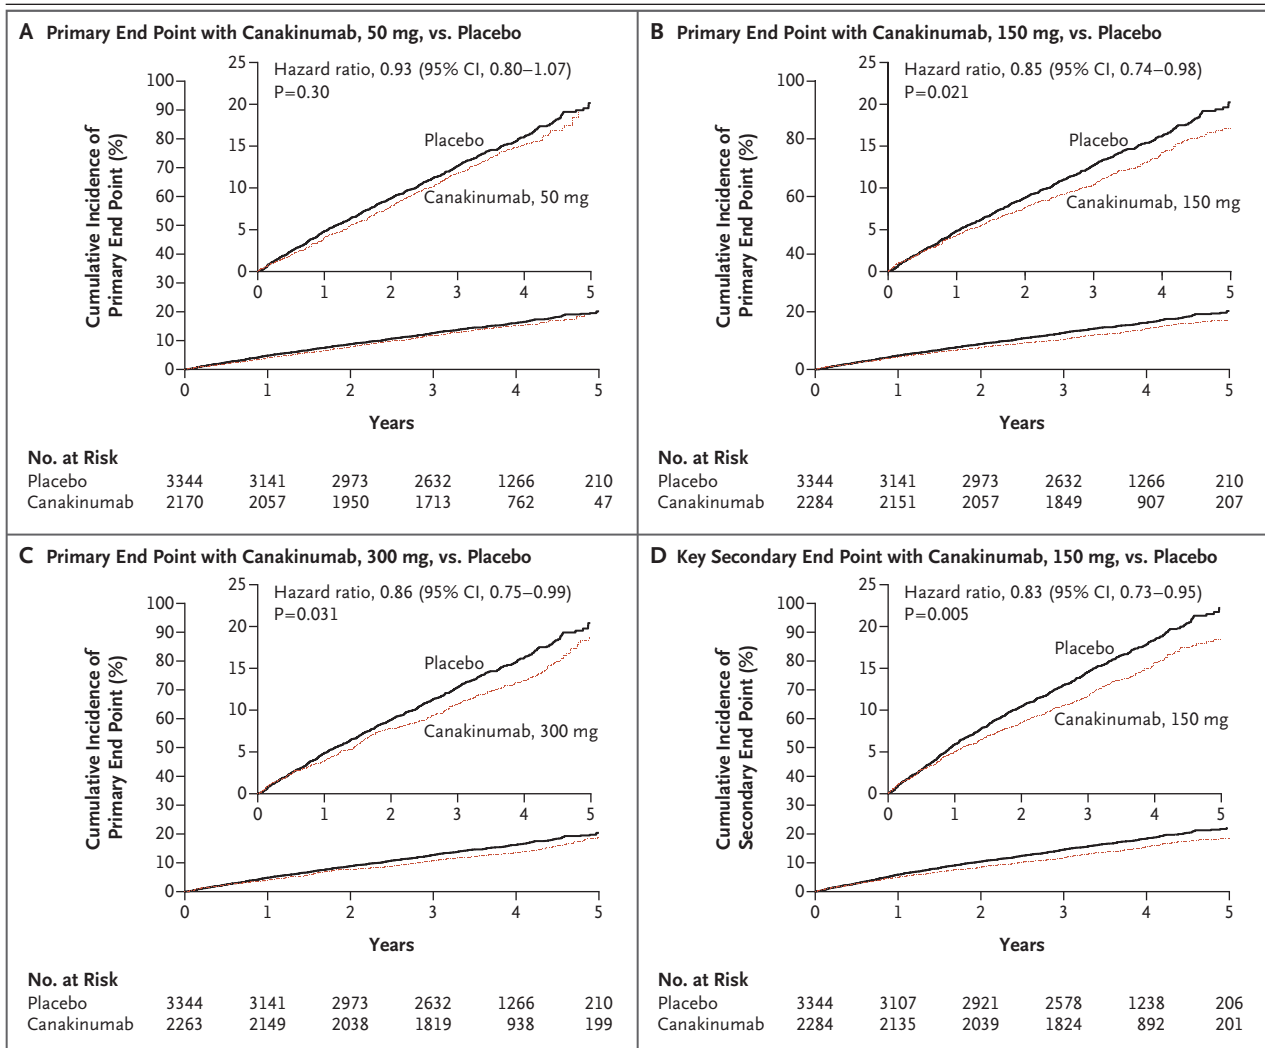 A Primary End Point with Canakinumab, 50 mg, vs. Placebo
Cumulative Incidence of
Primary End Point (%)
100
90
80
70
60
50
40
30
20
10
0
0 1 2 3 4 5
Years
25
20
15
10
5
0
0 1 2 3 4 5
Hazard ratio, 0.93 (95% CI, 0.80–1.07)
P=0.30
Placebo
Canakinumab, 50 mg
No. at Risk
Placebo 3344 3141 2973 2632 1266 210
Canakinumab 2170 2057 1950 1713 762 47
B Primary End Point with Canakinumab, 150 mg, vs. Placebo
Cumulative Incidence of
Primary End Point (%)
100
80
60
40
20
0
0 1 2 3 4 5
Years
25
20
15
10
5
0
0 1 2 3 4 5
Hazard ratio, 0.85 (95% CI, 0.74–0.98)
P=0.021
Placebo
Canakinumab, 150 mg
No. at Risk
Placebo 3344 3141 2973 2632 1266 210
Canakinumab 2284 2151 2057 1849 907 207
C Primary End Point with Canakinumab, 300 mg, vs. Placebo
Cumulative Incidence of
Primary End Point (%)
100
90
80
70
60
50
40
30
20
10
0
0 1 2 3 4 5
Years
25
20
15
10
5
0
0 1 2 3 4 5
Hazard ratio, 0.86 (95% CI, 0.75–0.99)
P=0.031
Placebo
Canakinumab, 300 mg
No. at Risk
Placebo 3344 3141 2973 2632 1266 210
Canakinumab 2263 2149 2038 1819 938 199
D Key Secondary End Point with Canakinumab, 150 mg, vs. Placebo
Cumulative Incidence of
Secondary End Point (%)
100
90
80
70
60
50
40
30
20
10
0
0 1 2 3 4 5
Years
25
20
15
10
5
0
0 1 2 3 4 5
Hazard ratio, 0.83 (95% CI, 0.73–0.95)
P=0.005
Placebo
Canakinumab, 150 mg
No. at Risk
Placebo 3344 3107 2921 2578 1238 206
Canakinumab 2284 2135 2039 1824 892 201